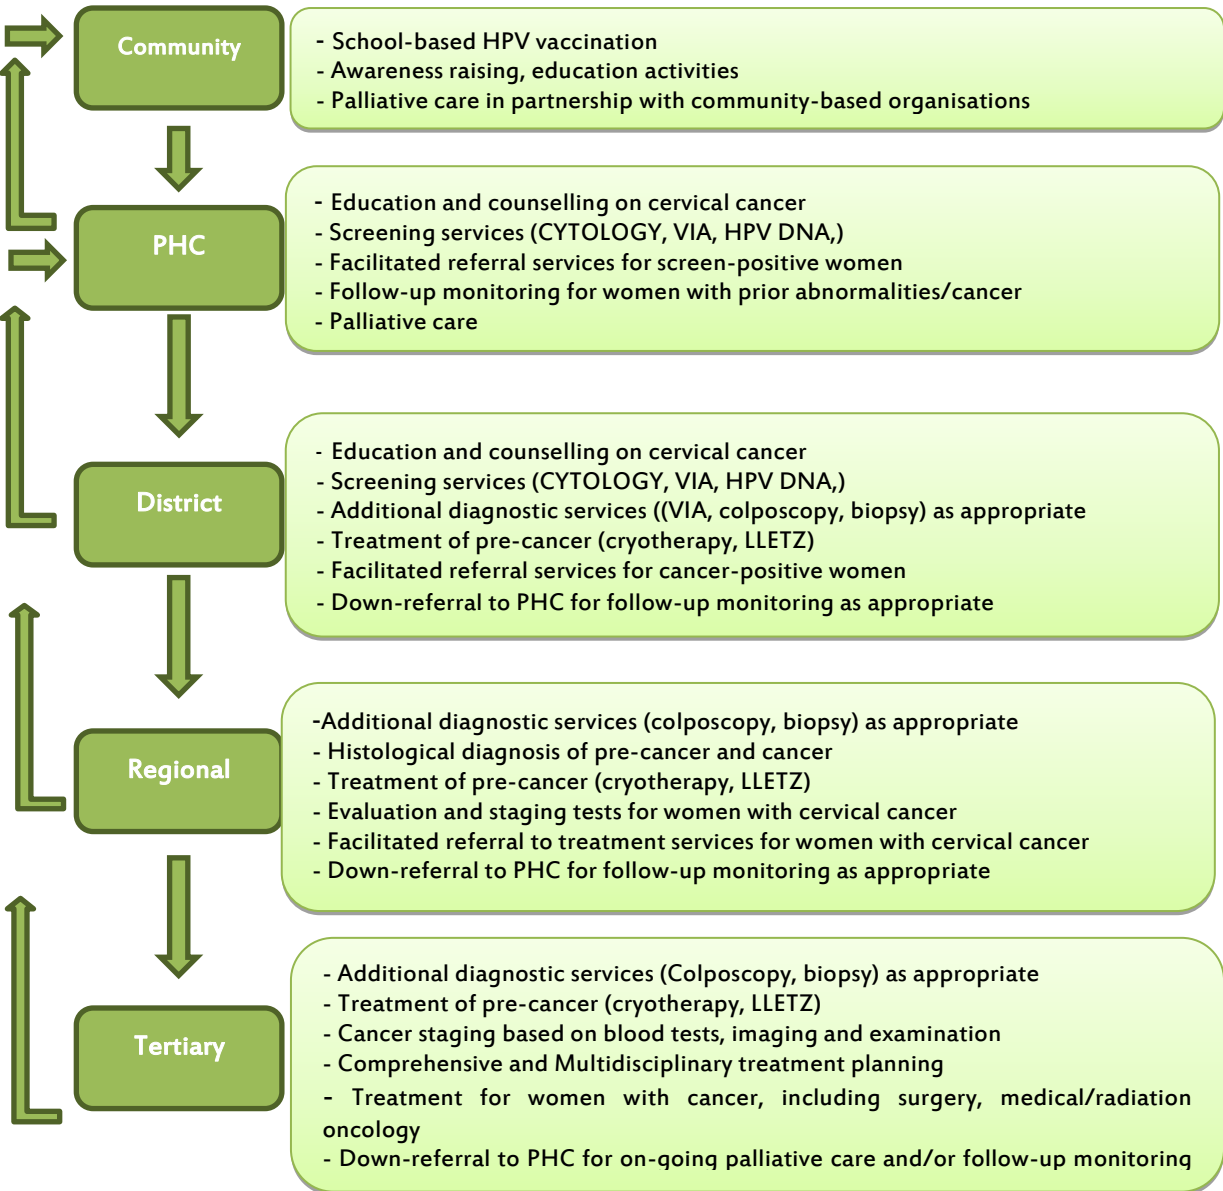 Community
- School-based HPV vaccination
- Awareness raising, education activities
- Palliative care in partnership with community-based organisations
PHC
- Education and counselling on cervical cancer
- Screening services (CYTOLOGY, VIA, HPV DNA,)
- Facilitated referral services for screen-positive women
- Follow-up monitoring for women with prior abnormalities/cancer
- Palliative care
District
- Education and counselling on cervical cancer
- Screening services (CYTOLOGY, VIA, HPV DNA,)
- Additional diagnostic services ((VIA, colposcopy, biopsy) as appropriate
- Treatment of pre-cancer (cryotherapy, LLETZ)
- Facilitated referral services for cancer-positive women
- Down-referral to PHC for follow-up monitoring as appropriate
Regional
-Additional diagnostic services (colposcopy, biopsy) as appropriate
- Histological diagnosis of pre-cancer and cancer
- Treatment of pre-cancer (cryotherapy, LLETZ)
- Evaluation and staging tests for women with cervical cancer
- Facilitated referral to treatment services for women with cervical cancer
- Down-referral to PHC for follow-up monitoring as appropriate
Tertiary
- Additional diagnostic services (Colposcopy, biopsy) as appropriate
- Treatment of pre-cancer (cryotherapy, LLETZ)
- Cancer staging based on blood tests, imaging and examination
- Comprehensive and Multidisciplinary treatment planning
- Treatment for women with cancer, including surgery, medical/radiation
oncology
- Down-referral to PHC for on-going palliative care and/or follow-up monitoring